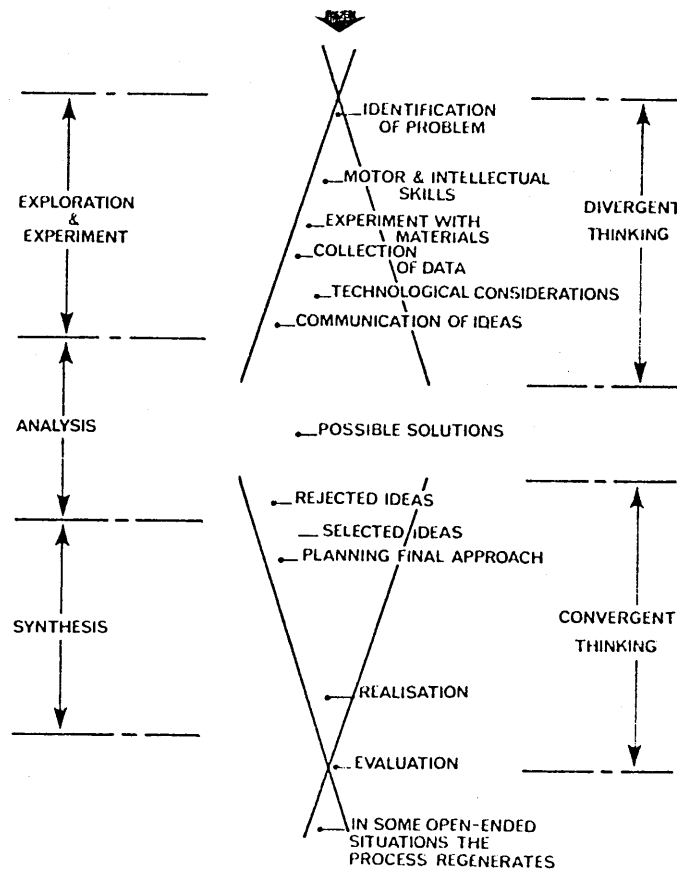 IDENTIFICATION
OF PROBLEM
MOTOR & INTELLECTUAL
SKILLS
EXPLORATION
&
EXPERIMENT
EXPERIMENT WITH
MATERIALS
DIVERGENT
THINKING
COLLECTION
OF DATA
TECHNOLOGICAL CONSIDERATIONS
COMMUNICATION OF IDEAS
ANALYSIS
POSSIBLE SOLUTIONS
REJECTED IDEAS
SELECTED IDEAS
PLANNING FINAL APPROACH
SYNTHESIS
CONVERGENT
THINKING
REALISATION
EVALUATION
IN SOME OPEN-ENDED
SITUATIONS THE
PROCESS REGENERATES